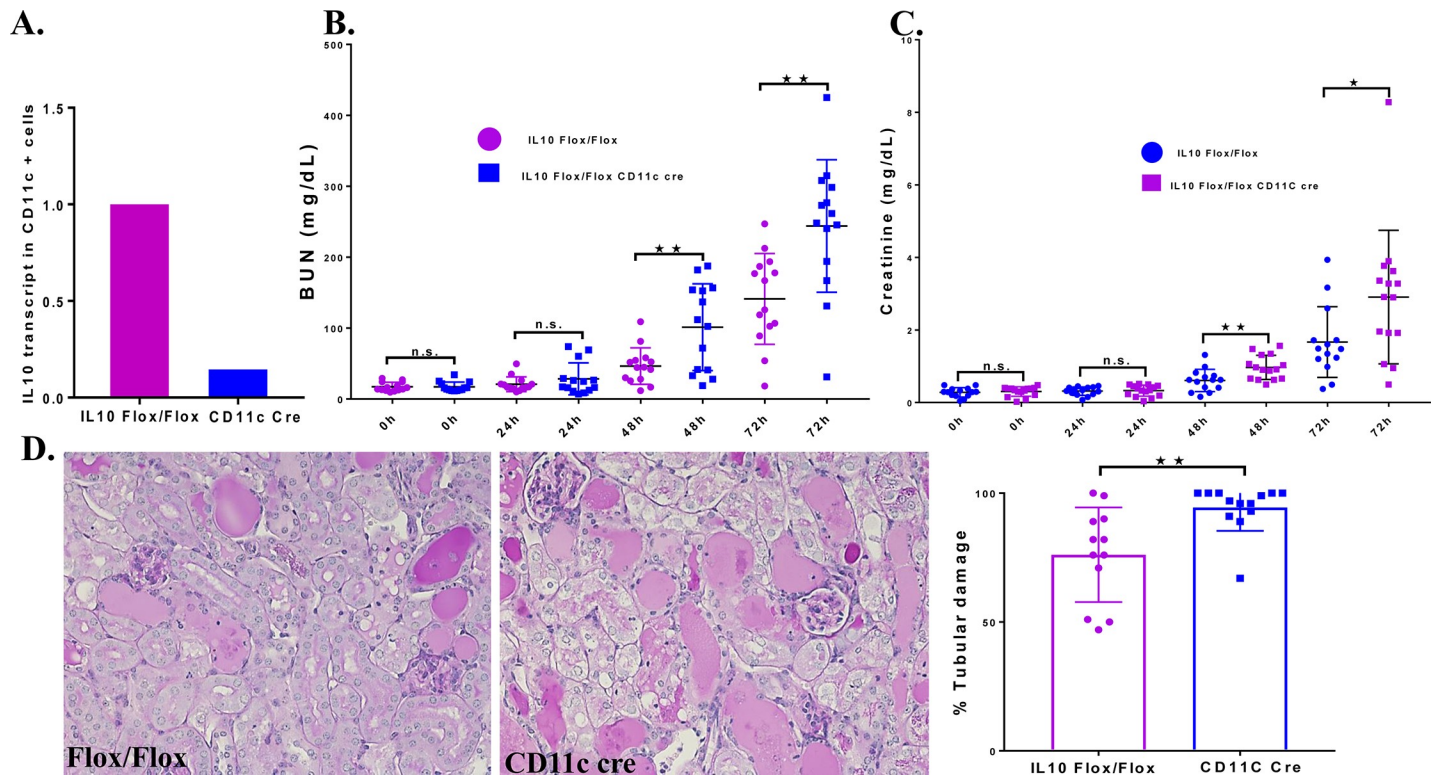 A.
IL10 transcript in CD11c + cells
1.5
1.0
0.5
0.0
IL10 Flox/Flox
CD11c Cre
B.
BUN (mg/dL)
500
400
300
200
100
0
IL10 Flox/Flox
IL10 Flox/Flox CD11c cre
n.s.
n.s.
★ ★
★ ★
0h
0h
24h
24h
48h
48h
72h
72h
C.
Creatinine (mg/dL)
10
8
6
4
2
0
IL10 Flox/Flox
IL10 Flox/Flox CD11C cre
n.s.
n.s.
★ ★
★
0h
0h
24h
24h
48h
48h
72h
72h
D.
Flox/Flox
CD11c cre
% Tubular damage
100
50
0
★ ★
IL10 Flox/Flox
CD11C Cre